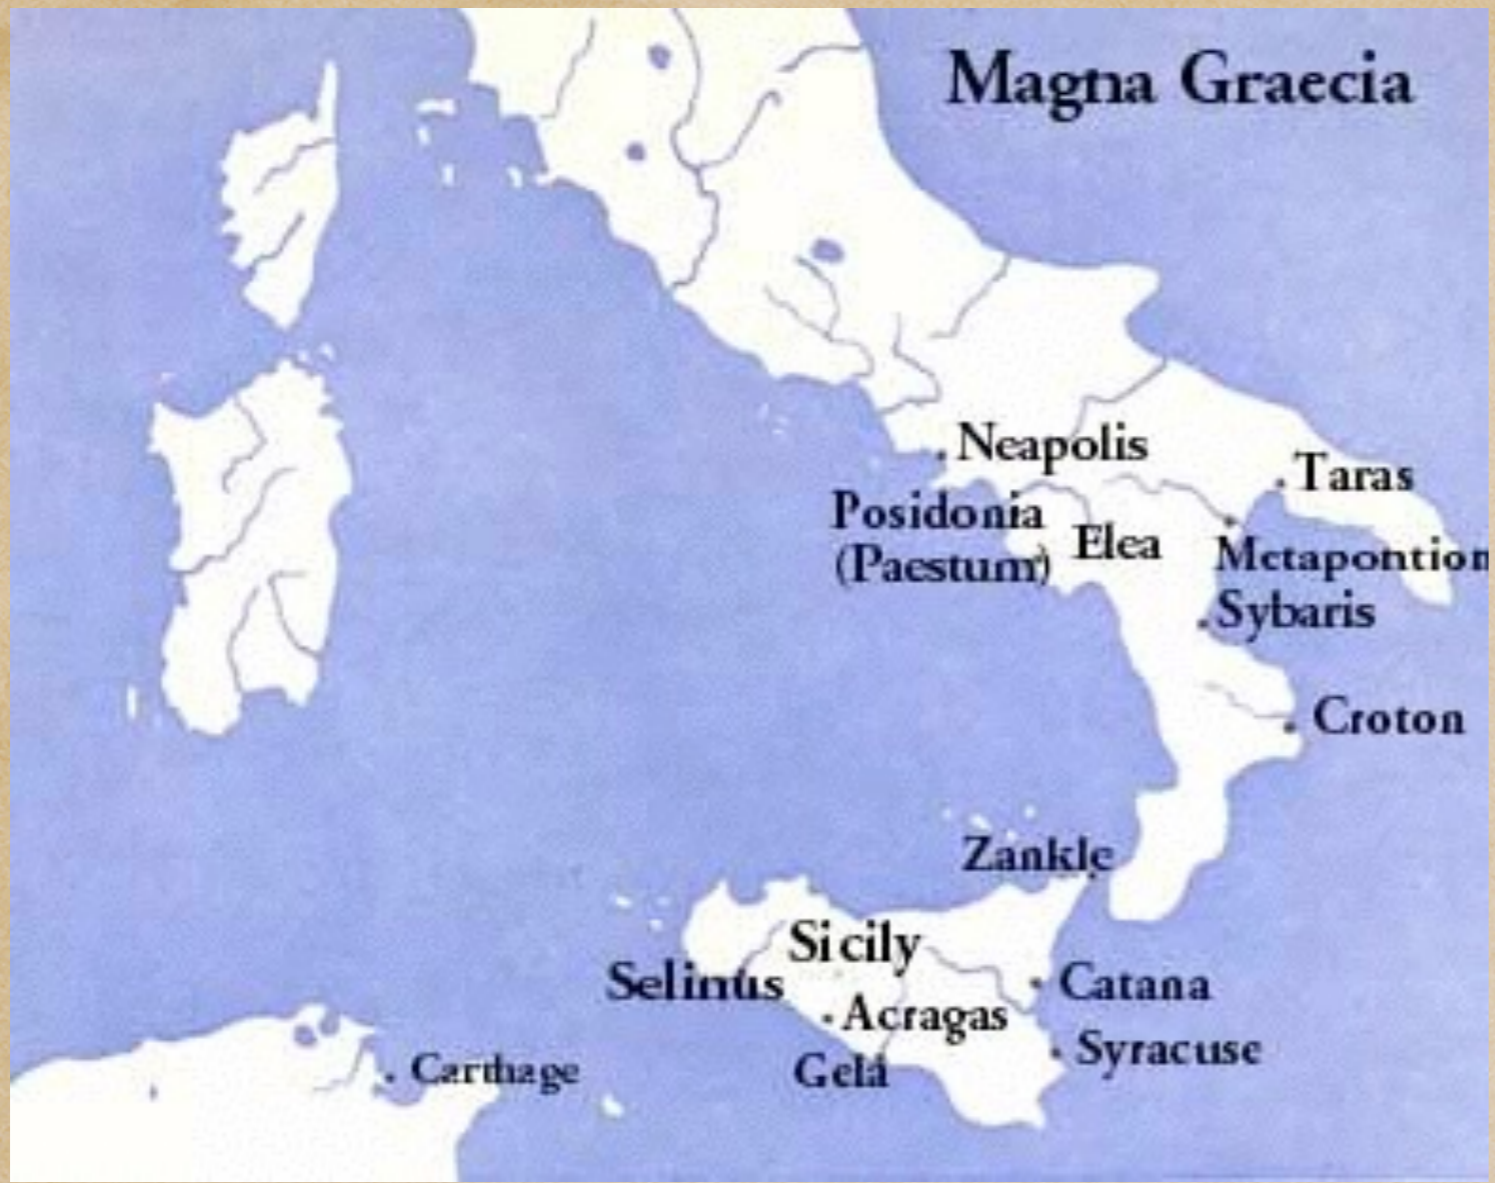 Magna Graecia
Neapolis
Taras
Posidonia
(Paestum)
Elea
Metapontion
Sybaris
Croton
Zankle
Sicily
Selinus
Catana
Acragas
Syracuse
Gela
Carthage